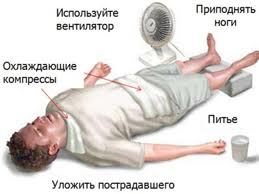 Используйте
вентилятор
Приподнять
ноги
Охлаждающие
компрессы
Питье
Уложить пострадавшего